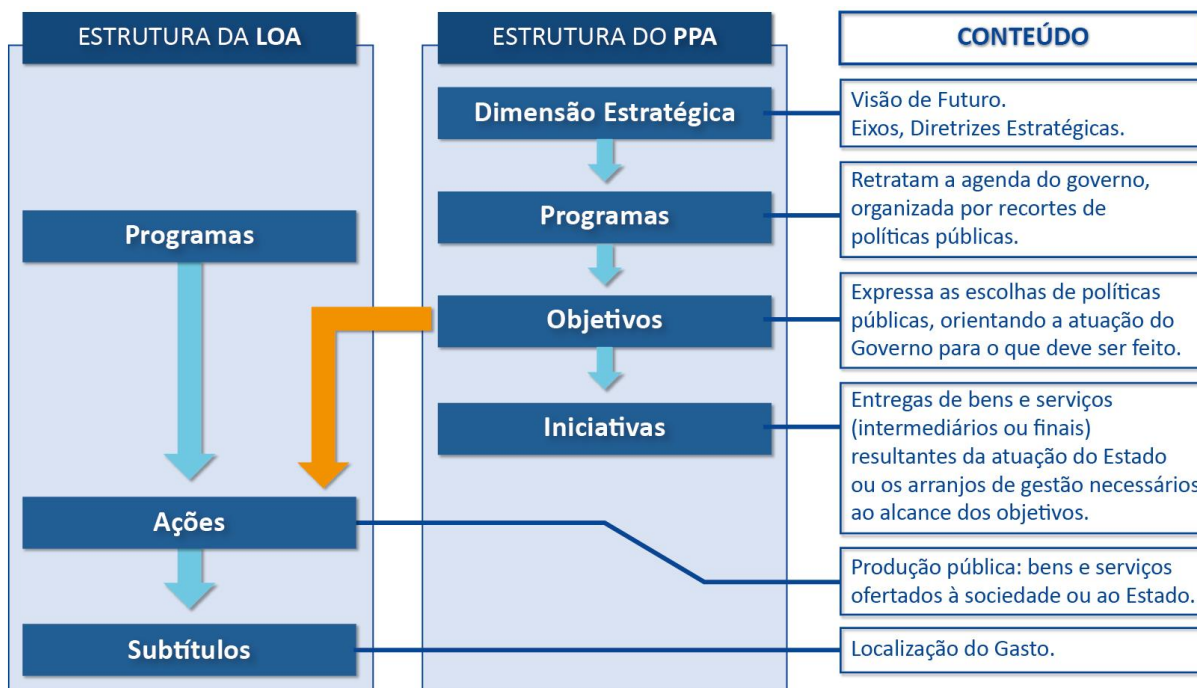 ESTRUTURA DA LOA
Programas
Ações
Subtítulos
ESTRUTURA DO PPA
Dimensão Estratégica
Programas
Objetivos
Iniciativas
CONTEÚDO
Visão de Futuro.
Eixos, Diretrizes Estratégicas.
Retratam a agenda do governo,
organizada por recortes de
políticas públicas.
Expressa as escolhas de políticas
públicas, orientando a atuação do
Governo para o que deve ser feito.
Entregas de bens e serviços
(intermediários ou finais)
resultantes da atuação do Estado
ou os arranjos de gestão necessários
ao alcance dos objetivos.
Produção pública: bens e serviços
ofertados à sociedade ou ao Estado.
Localização do Gasto.